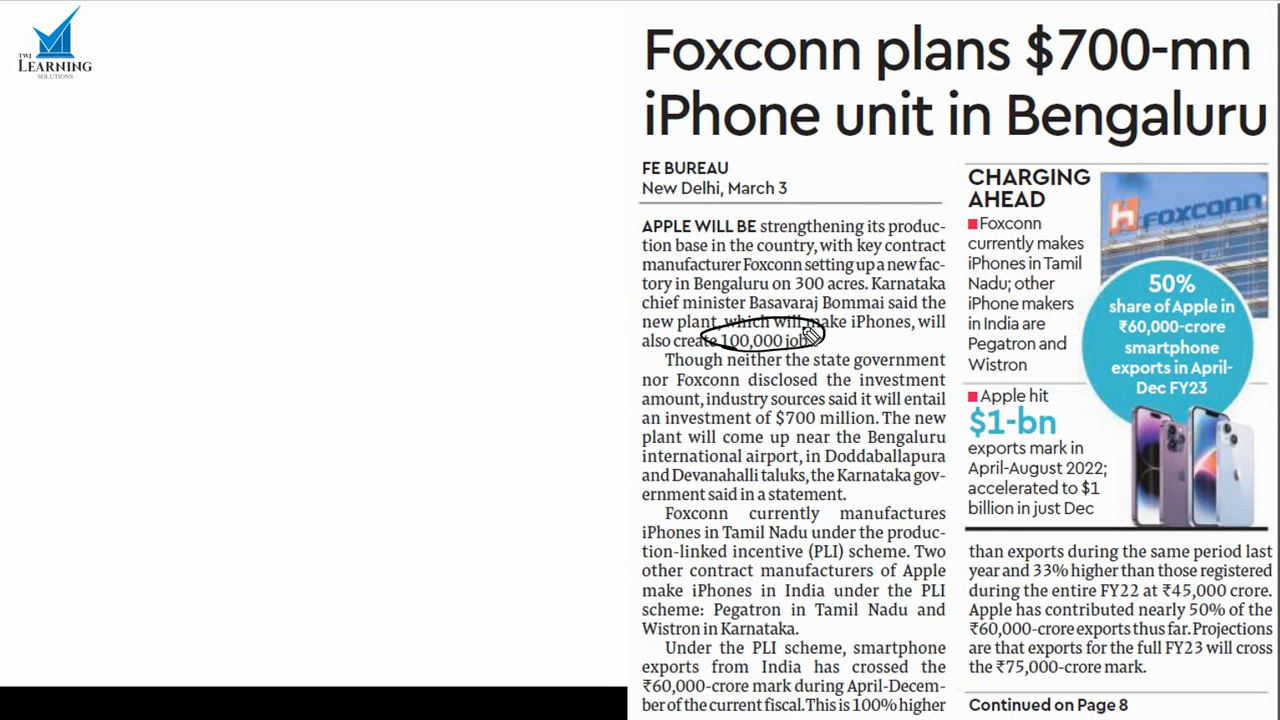 TWJ
LEARNING
SOLUTIONS
Foxconn plans $700-mn
iPhone unit in Bengaluru
FE BUREAU
New Delhi, March 3
APPLE WILL BE strengthening its produc-
tion base in the country, with key contract
manufacturer Foxconn setting up a new fac-
tory in Bengaluru on 300 acres. Karnataka
chief minister Basavaraj Bommai said the
new plant, which will make iPhones, will
also create 100,000 job
Though neither the state government
nor Foxconn disclosed the investment
amount, industry sources said it will entail
an investment of $700 million. The new
plant will come up near the Bengaluru
international airport, in Doddaballapura
and Devanahalli taluks, the Karnataka gov-
ernment said in a statement.
Foxconn currently manufactures
iPhones in Tamil Nadu under the produc-
tion-linked incentive (PLI) scheme. Two
other contract manufacturers of Apple
make iPhones in India under the PLI
scheme: Pegatron in Tamil Nadu and
Wistron in Karnataka.
Under the PLI scheme, smartphone
exports from India has crossed the
₹60,000-crore mark during April-Decem-
ber of the current fiscal. This is 100% higher
CHARGING
AHEAD
Foxconn
currently makes
iPhones in Tamil
Nadu; other
iPhone makers
in India are
Pegatron and
Wistron
Apple hit
$1-bn
exports mark in
April-August 2022;
accelerated to $1
billion in just Dec
FOXCONN
50%
share of Apple in
₹60,000-crore
smartphone
exports in April-
Dec FY23
than exports during the same period last
year and 33% higher than those registered
during the entire FY22 at ₹45,000 crore.
Apple has contributed nearly 50% of the
₹60,000-crore exports thus far. Projections
are that exports for the full FY23 will cross
the ₹75,000-crore mark.
Continued on Page 8